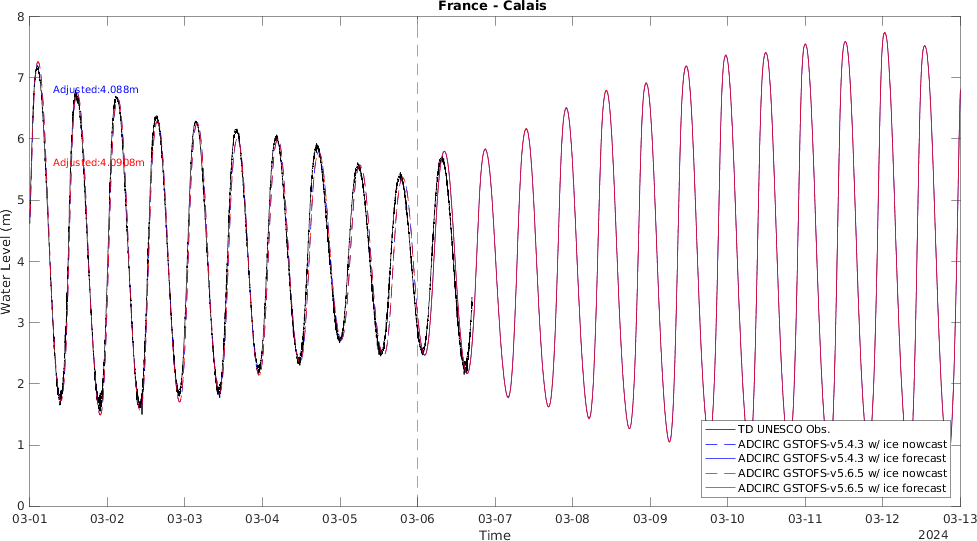 France - Calais
8
7
6
5
4
3
2
1
0
Water Level (m)
Adjusted:4.088m
Adjusted:4.0908m
TD UNESCO Obs.
ADCIRC GSTOFS-v5.4.3 w/ ice nowcast
ADCIRC GSTOFS-v5.4.3 w/ ice forecast
ADCIRC GSTOFS-v5.6.5 w/ ice nowcast
ADCIRC GSTOFS-v5.6.5 w/ ice forecast
03-01 03-02 03-03 03-04 03-05 03-06 03-07 03-08 03-09 03-10 03-11 03-12 03-13
Time
2024